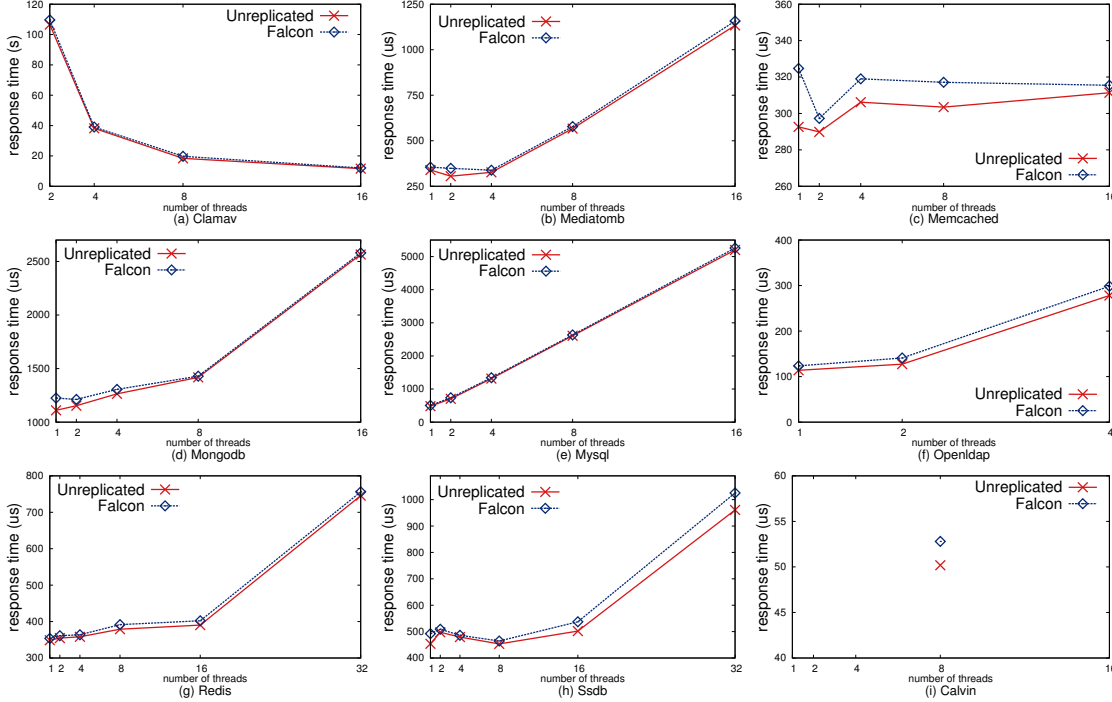 response time (s)
120
100
80
60
40
20
0
Unreplicated
Falcon
2
4
8
16
number of threads
(a) Clamav
response time (us)
1250
1000
750
500
250
Unreplicated
Falcon
1
2
4
8
16
number of threads
(b) Mediatomb
response time (us)
360
340
320
300
280
260
Unreplicated
Falcon
1
2
4
8
16
number of threads
(c) Memcached
response time (us)
2500
2000
1500
1000
Unreplicated
Falcon
1
2
4
8
16
number of threads
(d) Mongodb
response time (us)
5000
4000
3000
2000
1000
0
Unreplicated
Falcon
1
2
4
8
16
number of threads
(e) Mysql
response time (us)
400
300
200
100
0
Unreplicated
Falcon
1
2
4
number of threads
(f) Openldap
response time (us)
800
700
600
500
400
300
Unreplicated
Falcon
1
2
4
8
16
32
number of threads
(g) Redis
response time (us)
1000
900
800
700
600
500
400
Unreplicated
Falcon
1
2
4
8
16
32
number of threads
(h) Ssdb
response time (us)
60
55
50
45
40
Unreplicated
Falcon
1
2
4
8
16
number of threads
(i) Calvin